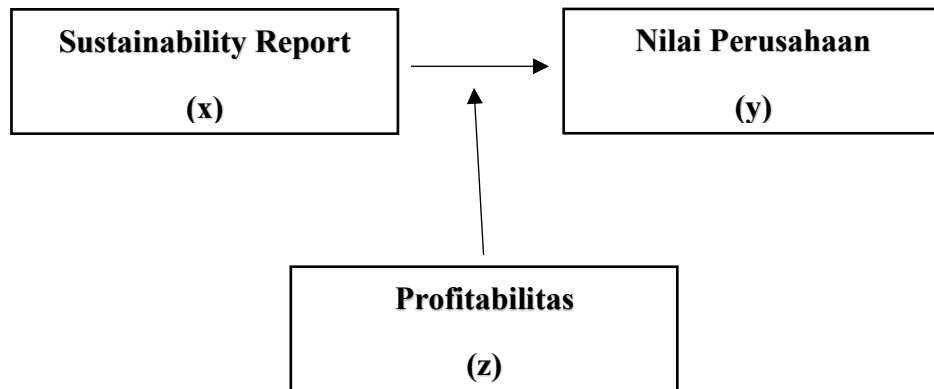 Sustainability Report
(x)
Nilai Perusahaan
(y)
Profitabilitas
(z)